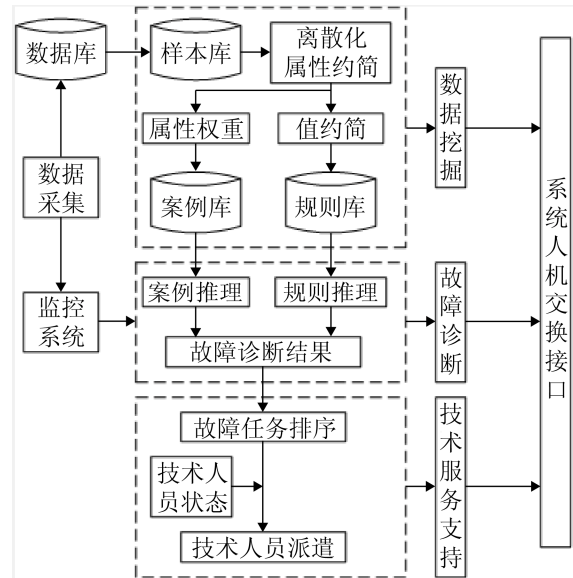 数据库
样本库
离散化
属性约简
属性权重
值约简
数据挖掘
数据
采集
案例库
规则库
系统人机交换接口
监控
系统
案例推理
规则推理
故障诊断
故障诊断结果
故障任务排序
技术人
员状态
技术服务支持
技术人员派遣